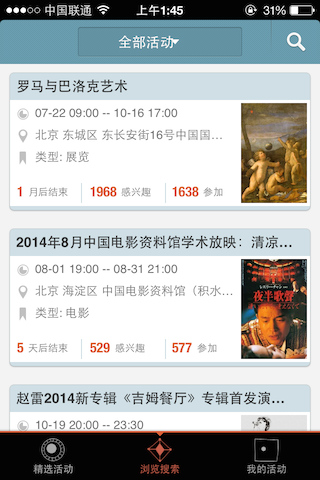 中国联通 上午1:45 31%
全部活动
罗马与巴洛克艺术
07-22 09:00 -- 10-16 17:00
北京 东城区 东长安街16号中国国…
类型: 展览
1 月后结束 1968 感兴趣 1638 参加
2014年8月中国电影资料馆学术放映：清凉…
08-01 19:00 -- 08-31 21:00
北京 海淀区 中国电影资料馆（积水…
类型: 电影
夜半歌聲
5 天后结束 529 感兴趣 577 参加
赵雷2014新专辑《吉姆餐厅》专辑首发演…
10-19 20:00 -- 23:30
精选活动 浏览搜索 我的活动